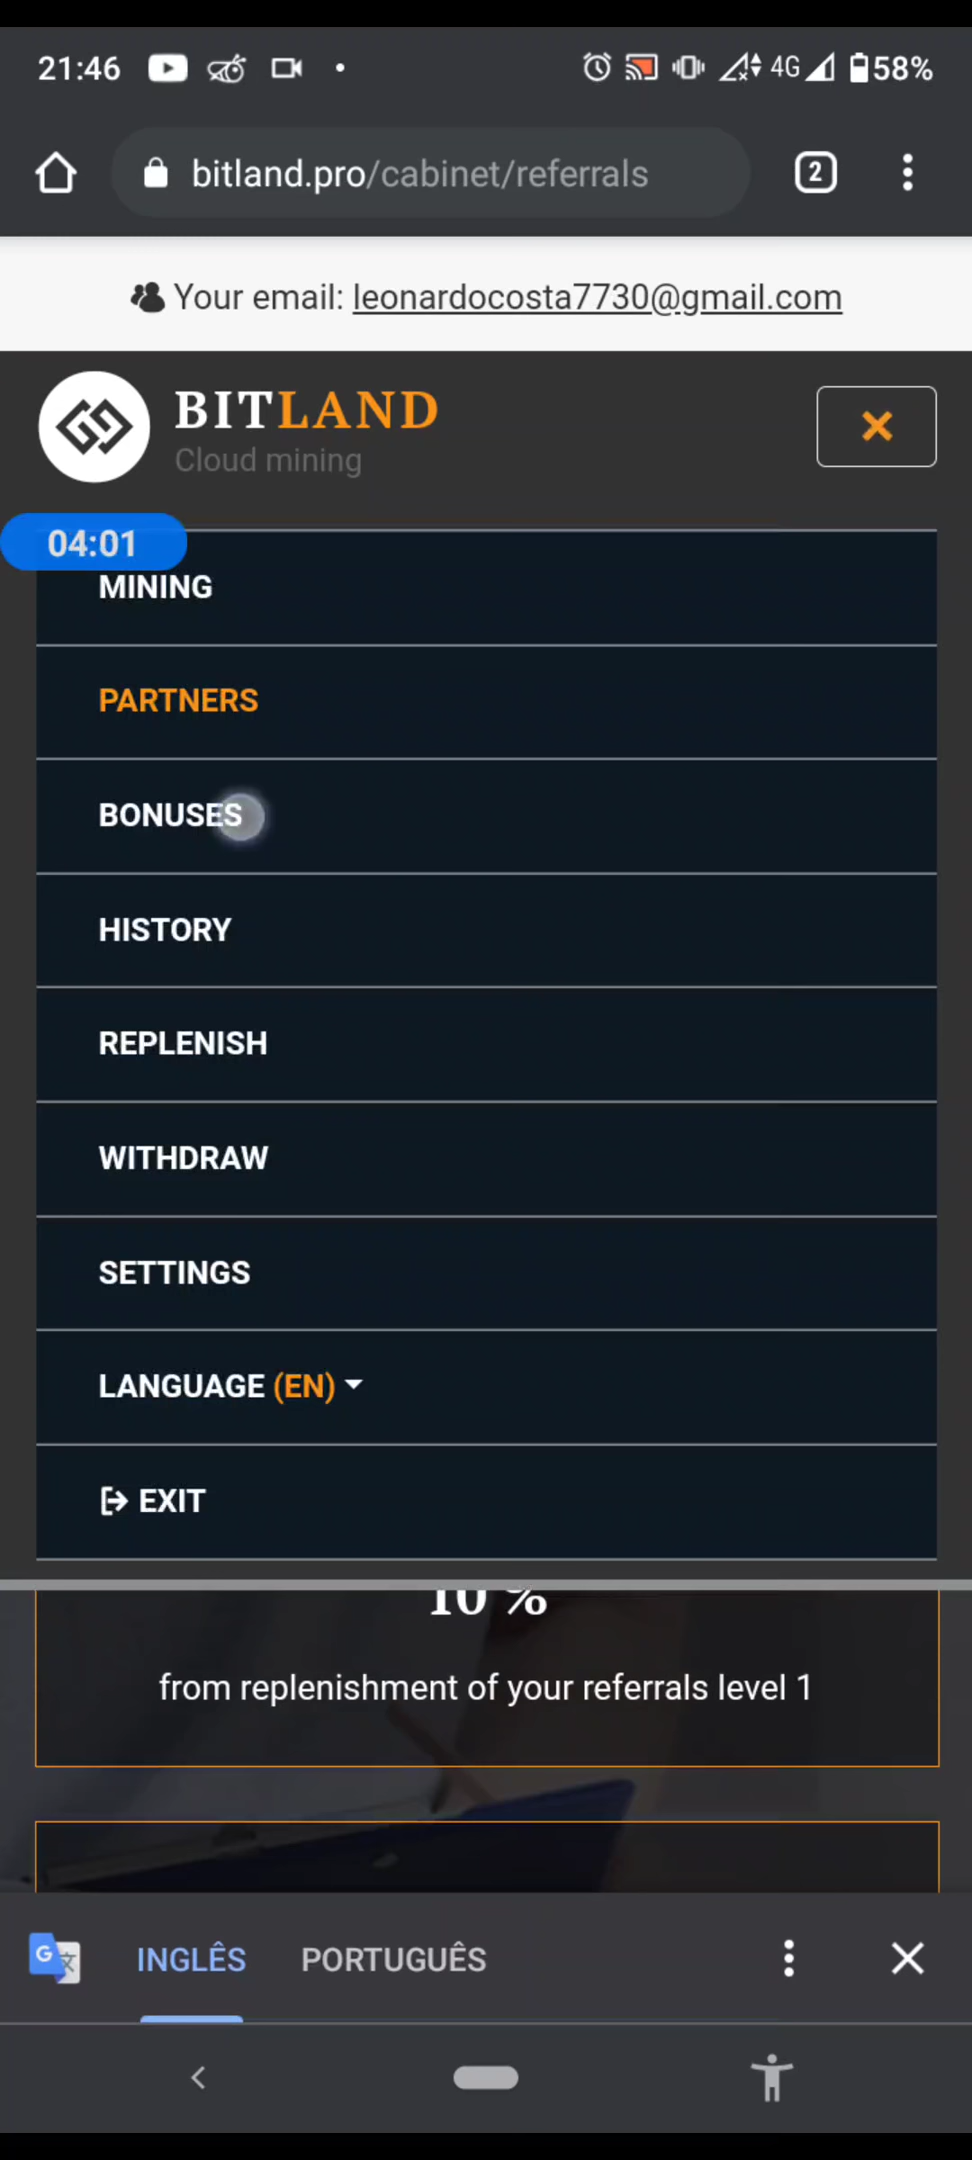 21:46 4G 58%
bitland.pro/cabinet/referrals 2
Your email: leonardocosta7730@gmail.com
BITLAND
Cloud mining
04:01
MINING
PARTNERS
BONUSES
HISTORY
REPLENISH
WITHDRAW
SETTINGS
LANGUAGE (EN)
EXIT
10 %
from replenishment of your referrals level 1
INGLÊS PORTUGUÊS